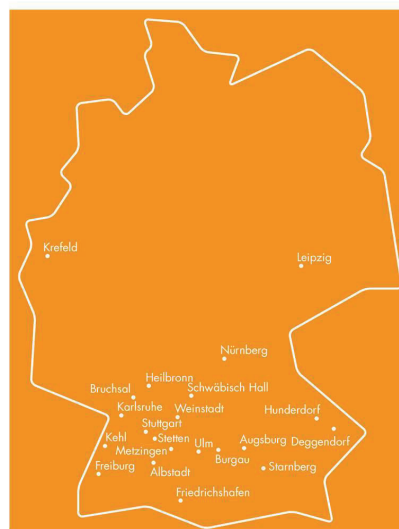 Krefeld
Leipzig
Nürnberg
Heilbronn
Bruchsal
Schwäbisch Hall
Karlsruhe
Weinstadt
Hunderdorf
Stuttgart
Kehl
Stetten
Ulm
Augsburg
Deggendorf
Metzingen
Burgau
Freiburg
Albstadt
Starnberg
Friedrichshafen